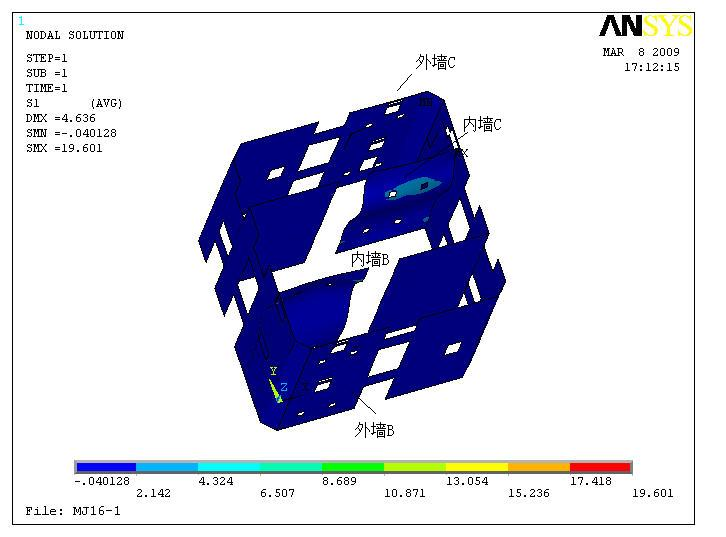 1
NODAL SOLUTION
STEP=1
SUB =1
TIME=1
S1 (AVG)
DMX =4.636
SMN =-.040128
SMX =19.601
ANSYS
MAR 8 2009
17:12:15
外墙C
MN
内墙C
MX
内墙B
外墙B
Y
Z
X
-.040128
2.142
4.324
6.507
8.689
10.871
13.054
15.236
17.418
19.601
File: MJ16-1